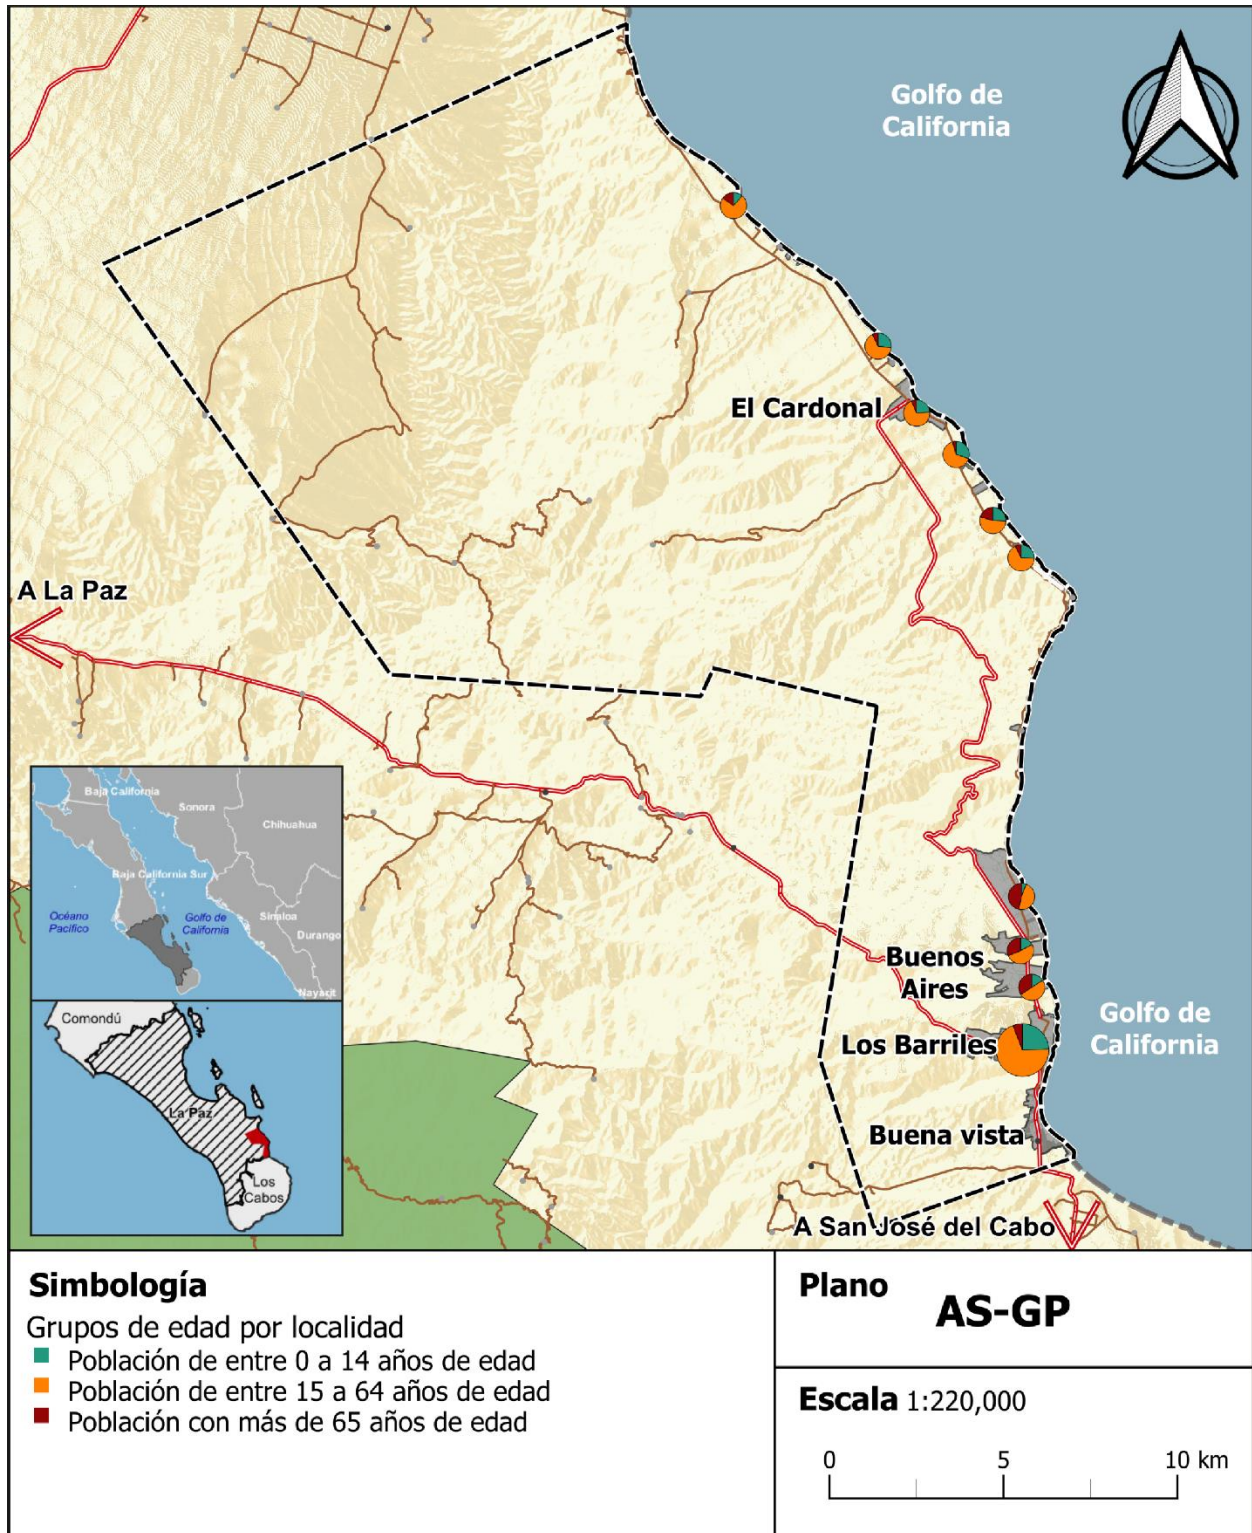 Golfo de
California
El Cardonal
A La Paz
Buenos
Aires
Golfo de
California
Los Barriles
Buena vista
A San José del Cabo
Baja California
Sonora
Chihuahua
Baja California Sur
Océano
Pacífico
Golfo de
California
Sinaloa
Durango
Nayarit
Comondú
La Paz
Los
Cabos
Simbología
Grupos de edad por localidad
Población de entre 0 a 14 años de edad
Población de entre 15 a 64 años de edad
Población con más de 65 años de edad
Plano
AS-GP
Escala 1:220,000
0 5 10 km